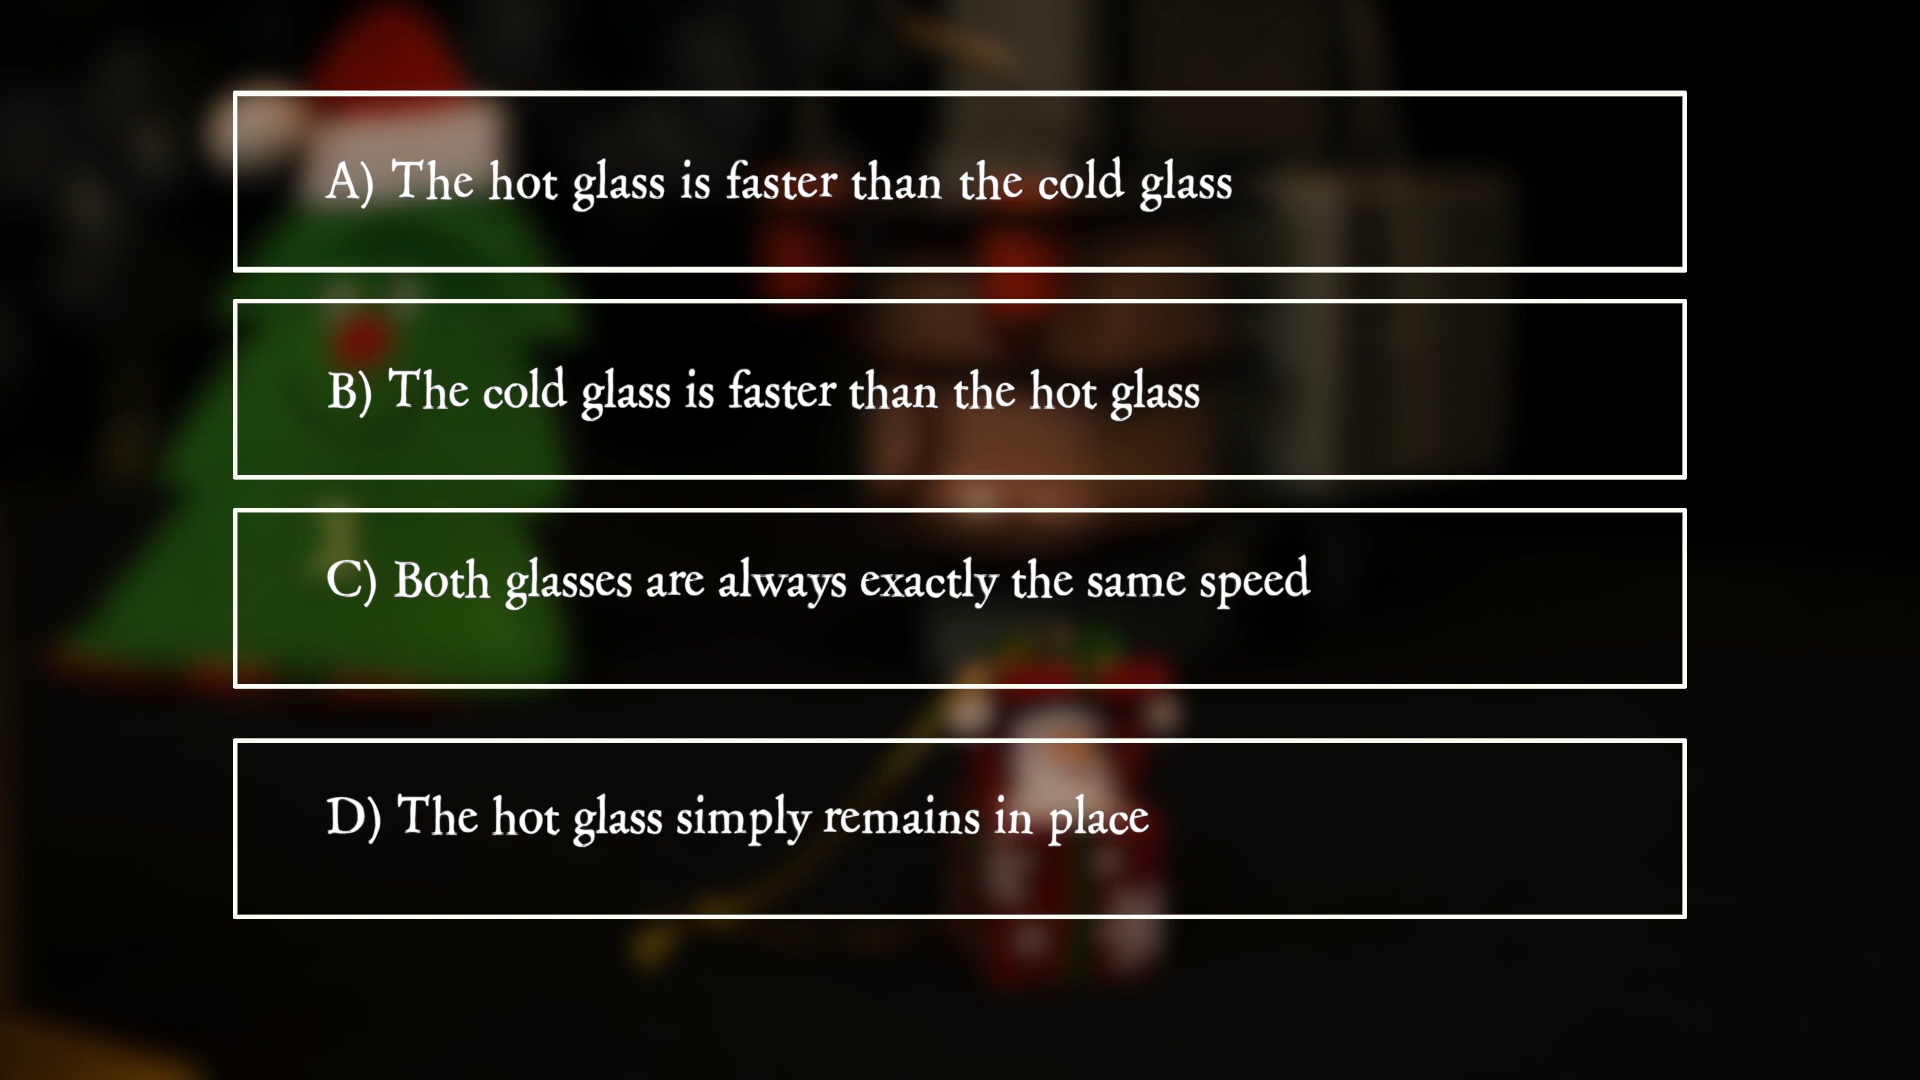 A) The hot glass is faster than the cold glass
B) The cold glass is faster than the hot glass
C) Both glasses are always exactly the same speed
D) The hot glass simply remains in place